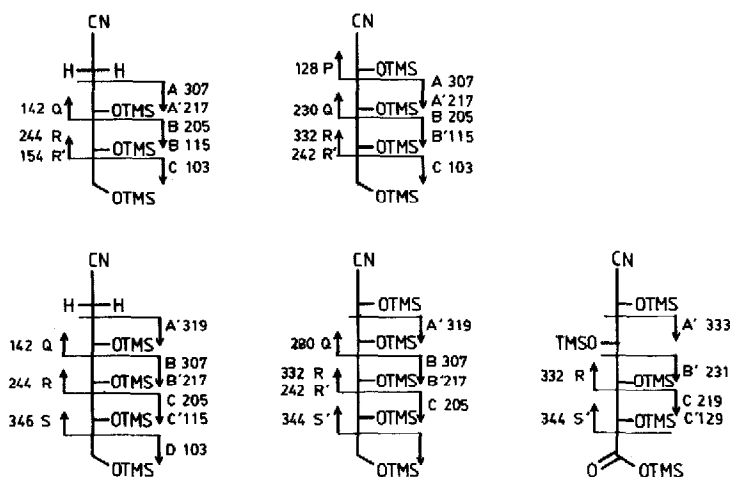 CN
H H
A 307
142 Q
OTMS
A' 217
B 205
244 R
OTMS
B 115
154 R'
C 103
OTMS
CN
128 P
OTMS
A 307
A' 217
230 Q
OTMS
B 205
B' 115
332 R
OTMS
242 R'
C 103
OTMS
CN
H H
A' 319
142 Q
OTMS
B 307
244 R
OTMS
B' 217
C 205
346 S
OTMS
C' 115
D 103
OTMS
CN
OTMS
A' 319
280 Q
OTMS
B 307
332 R
OTMS
B' 217
242 R'
C 205
344 S'
OTMS
OTMS
CN
OTMS
A' 333
TMSO
B' 231
332 R
OTMS
C 219
344 S'
OTMS
C' 129
O
OTMS